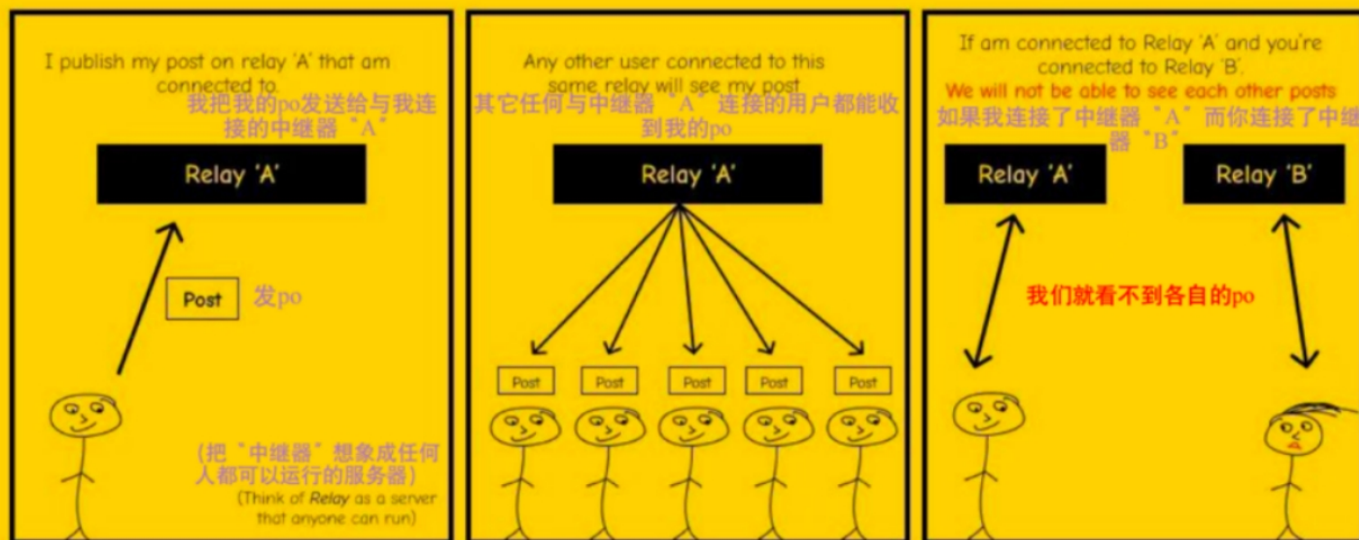 I publish my post on relay 'A' that am
connected to.
我把我的po发送给与我连
接的中继器“A”
Relay 'A'
Post
发po
(把“中继器”想象成任何
人都可以运行的服务器)
(Think of Relay as a server
that anyone can run)
Any other user connected to this
same relay will see my post
其它任何与中继器“A”连接的用户都能收
到我的po
Relay 'A'
Post
Post
Post
Post
Post
If am connected to Relay 'A' and you're
connected to Relay 'B'.
We will not be able to see each other posts
如果我连接了中继器“A”而你连接了中继
器“B”
Relay 'A'
Relay 'B'
我们就看不到各自的po